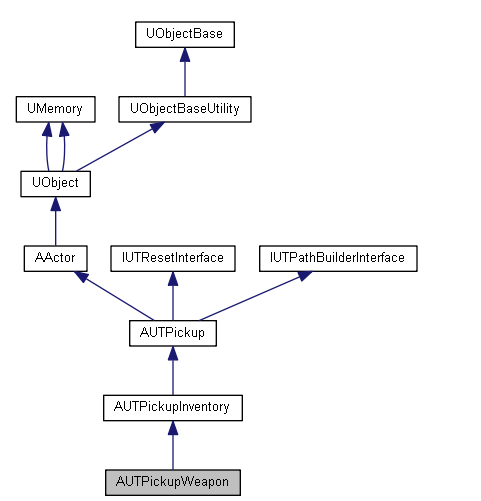 UObjectBase
UMemory
UObjectBaseUtility
UObject
AActor
IUTResetInterface
IUTPathBuilderInterface
AUTPickup
AUTPickupInventory
AUTPickupWeapon